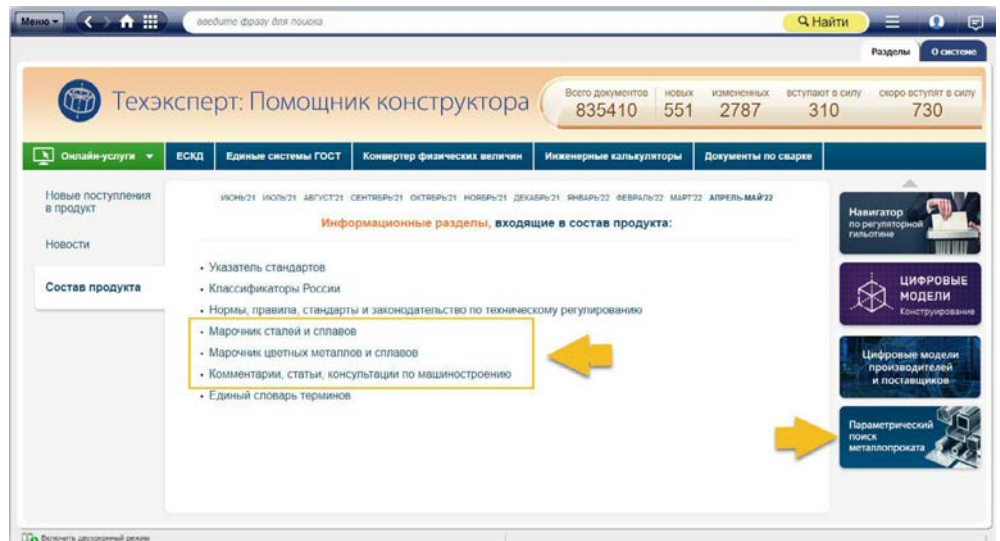 Меню
введите фразу для поиска
Найти
Разделы
О системе
Техэксперт: Помощник конструктора
Всего документов
835410
новых
551
измененных
2787
вступают в силу
310
скоро вступят в силу
730
Онлайн-услуги
ЕСКД
Единые системы ГОСТ
Конвертер физических величин
Инженерные калькуляторы
Документы по сварке
Новые поступления
в продукт
Новости
Состав продукта
ИЮНЬ'21 ИЮЛЬ'21 АВГУСТ'21 СЕНТЯБРЬ'21 ОКТЯБРЬ'21 НОЯБРЬ'21 ДЕКАБРЬ'21 ЯНВАРЬ'22 ФЕВРАЛЬ'22 МАРТ'22 АПРЕЛЬ-МАЙ'22
Информационные разделы, входящие в состав продукта:
• Указатель стандартов
• Классификаторы России
• Нормы, правила, стандарты и законодательство по техническому регулированию
• Марочник сталей и сплавов
• Марочник цветных металлов и сплавов
• Комментарии, статьи, консультации по машиностроению
• Единый словарь терминов
Навигатор
по регуляторной
гильотине
ЦИФРОВЫЕ
МОДЕЛИ
Конструирование
Цифровые модели
производителей
и поставщиков
Параметрический
поиск
металлопроката
Включить двухоконный режим